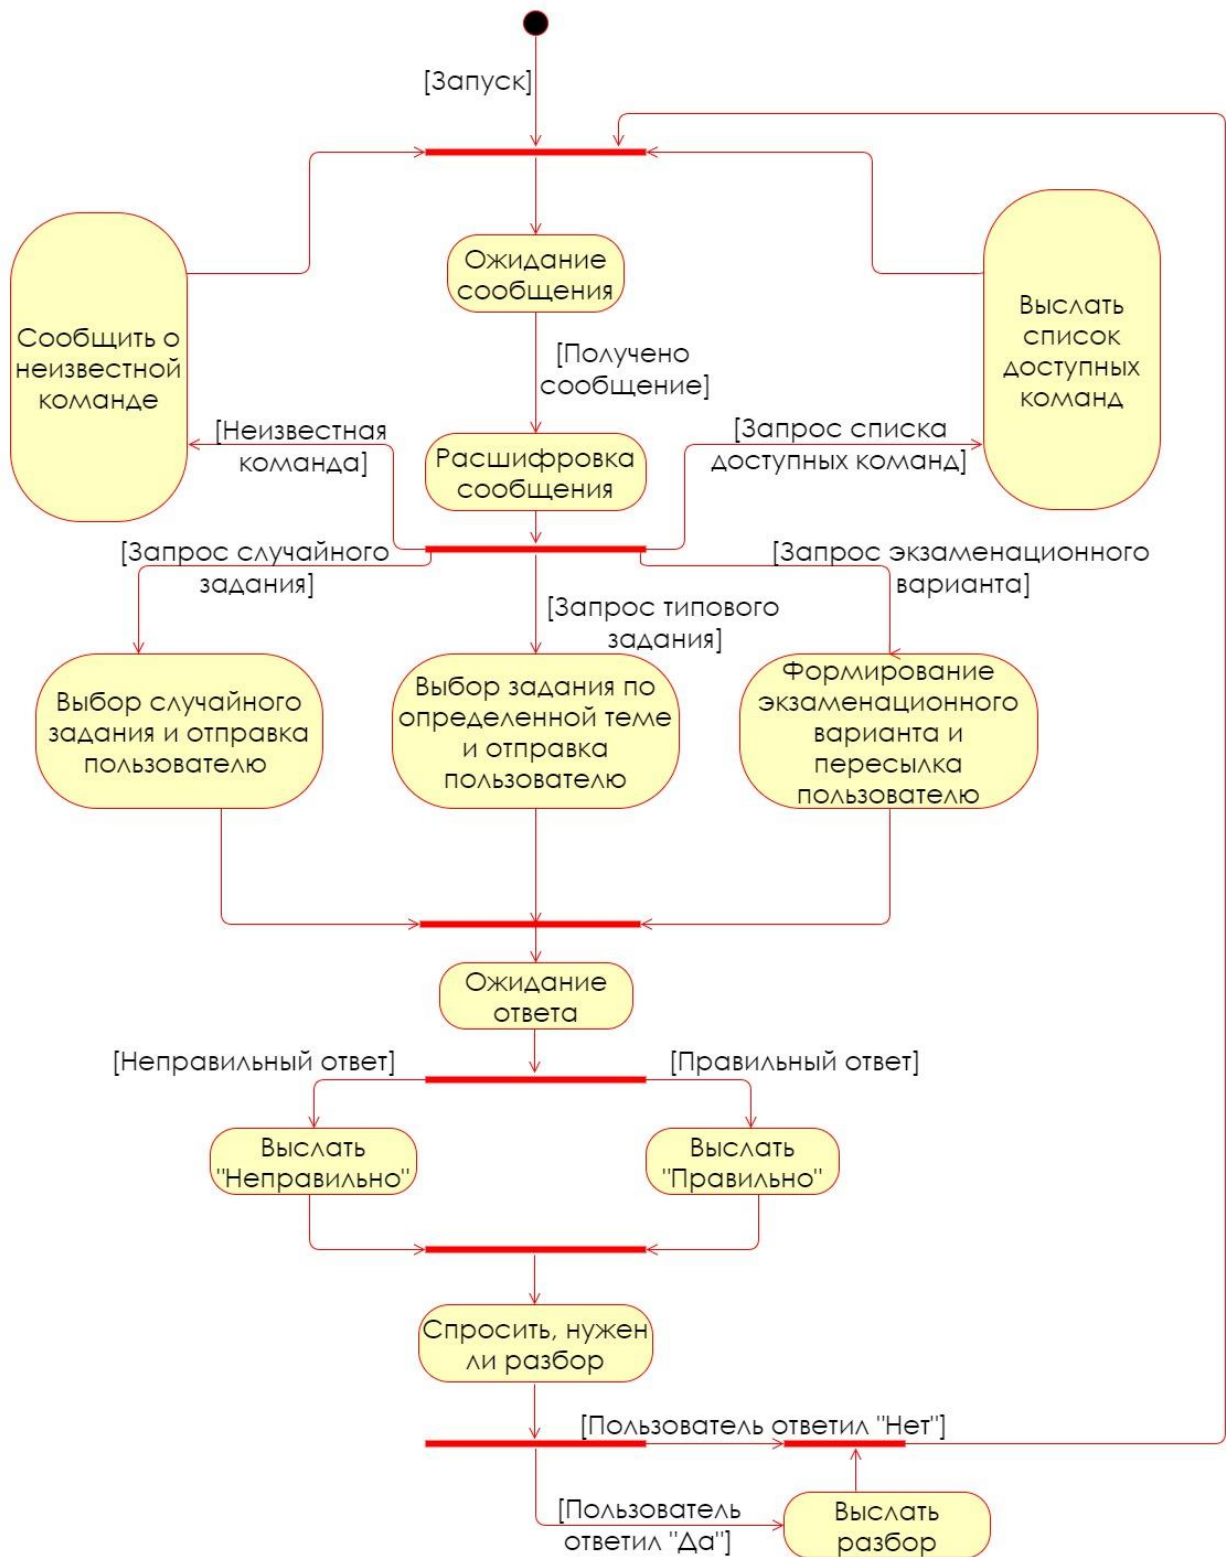 [Запуск]
Ожидание
сообщения
Сообщить о
неизвестной
команде
Выслать
список
доступных
команд
[Получено
сообщение]
[Неизвестная
команда]
Расшифровка
сообщения
[Запрос списка
доступных команд]
[Запрос случайного
задания]
[Запрос типового
задания]
[Запрос экзаменационного
варианта]
Выбор случайного
задания и отправка
пользователю
Выбор задания по
определенной теме
и отправка
пользователю
Формирование
экзаменационного
варианта и
пересылка
пользователю
Ожидание
ответа
[Неправильный ответ]
[Правильный ответ]
Выслать
"Неправильно"
Выслать
"Правильно"
Спросить, нужен
ли разбор
[Пользователь ответил "Нет"]
[Пользователь
ответил "Да"]
Выслать
разбор